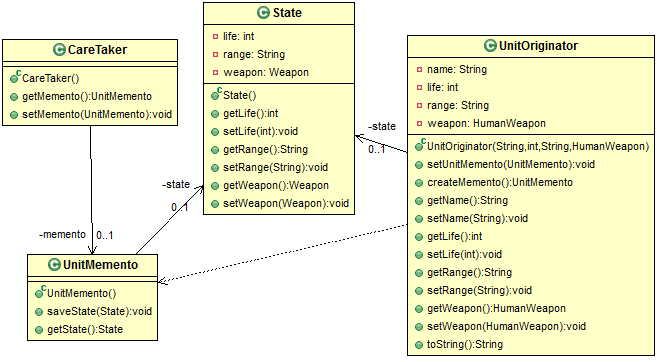 CareTaker
CareTaker()
getMemento():UnitMemento
setMemento(UnitMemento):void
State
life: int
range: String
weapon: Weapon
State()
getLife():int
setLife(int):void
getRange():String
setRange(String):void
getWeapon():Weapon
setWeapon(Weapon):void
UnitOriginator
name: String
life: int
range: String
weapon: HumanWeapon
UnitOriginator(String,int,String,HumanWeapon)
setUnitMemento(UnitMemento):void
createMemento():UnitMemento
getName():String
setName(String):void
getLife():int
setLife(int):void
getRange():String
setRange(String):void
getWeapon():HumanWeapon
setWeapon(HumanWeapon):void
toString():String
-state
0..1
-state
0..1
-memento
0..1
UnitMemento
UnitMemento()
saveState(State):void
getState():State